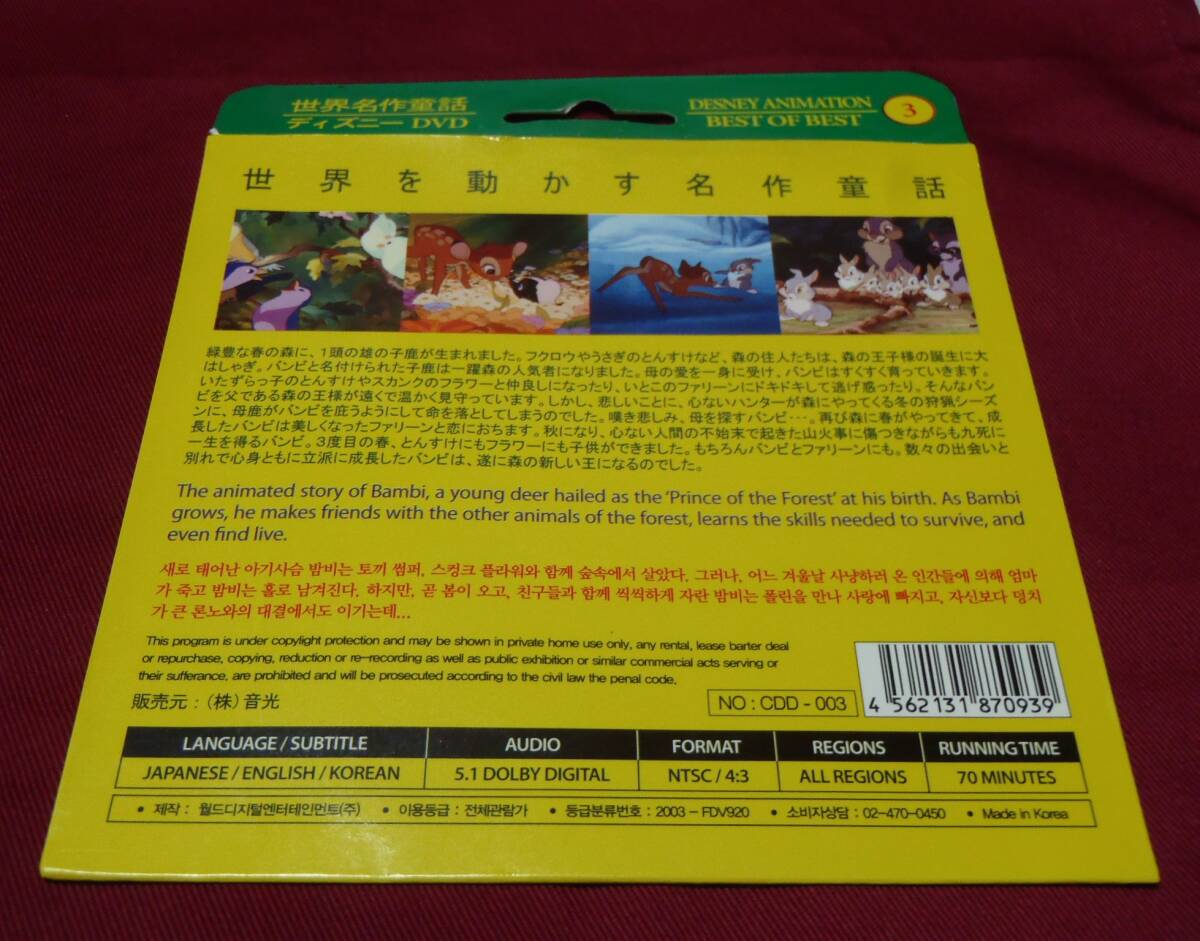 世界名作童話
ディズニー DVD
DESNEY ANIMATION
BEST OF BEST
3
世界を動かす名作童話
緑豊な春の森に、1頭の雄の子鹿が生まれました。フクロウやうさぎのとんすけなど、森の住人たちは、森の王子様の誕生に大
はしゃぎ。バンビと名付けられた子鹿は一躍森の人気者になりました。母の愛を一身に受け、バンビはすくすく育っていきます。
いたずらっ子のとんすけやスカンクのフラワーと仲良しになったり、いとこのファリーンにドキドキして逃げ惑ったり。そんなバン
ビを父である森の王様が遠くで温かく見守っています。しかし、悲しいことに、心ないハンターが森にやってくる冬の狩猟シーズ
ンに、母鹿がバンビを庇うようにして命を落としてしまうのでした。嘆き悲しみ。母を探すバンビ…。再び森に春がやってきて、成
長したバンビは美しくなったファリーンと恋におちます。秋になり、心ない人間の不始末で起きた山火事に傷つきながらも九死に
一生を得るバンビ。3度目の春、とんすけにもフラワーにも子供ができました。もちろんバンビとファリーンにも。数々の出会いと
別れで心身ともに立派に成長したバンビは、遂に森の新しい王になるのでした。
The animated story of Bambi, a young deer hailed as the 'Prince of the Forest' at his birth. As Bambi
grows, he makes friends with the other animals of the forest, learns the skills needed to survive, and
even find live.
새로 태어난 아기사슴 밤비는 토끼 썸퍼, 스컹크 플라워와 함께 숲속에서 살았다. 그러나, 어느 겨울날 사냥하러 온 인간들에 의해 엄마
가 죽고 밤비는 홀로 남겨진다. 하지만, 곧 봄이 오고, 친구들과 함께 씩씩하게 자란 밤비는 폴린을 만나 사랑에 빠지고, 자신보다 덩치
가 큰 론노와의 대결에서도 이기는데...
This program is under copylight protection and may be shown in private home use only, any rental, lease barter deal
or repurchase, copying, reduction or re-recording as well as public exhibition or similar commercial acts serving or
their sufferance, are prohibited and will be prosecuted according to the civil law the penal code.
販売元：(株)音光
NO : CDD - 003
4 562131 870939
LANGUAGE / SUBTITLE AUDIO FORMAT REGIONS RUNNING TIME
JAPANESE / ENGLISH / KOREAN 5.1 DOLBY DIGITAL NTSC / 4:3 ALL REGIONS 70 MINUTES
• 제작 : 월드디지털엔터테인먼트(주) • 이용등급 : 전체관람가 • 등급분류번호 : 2003 - FDV920 • 소비자상담 : 02-470-0450 • Made in Korea